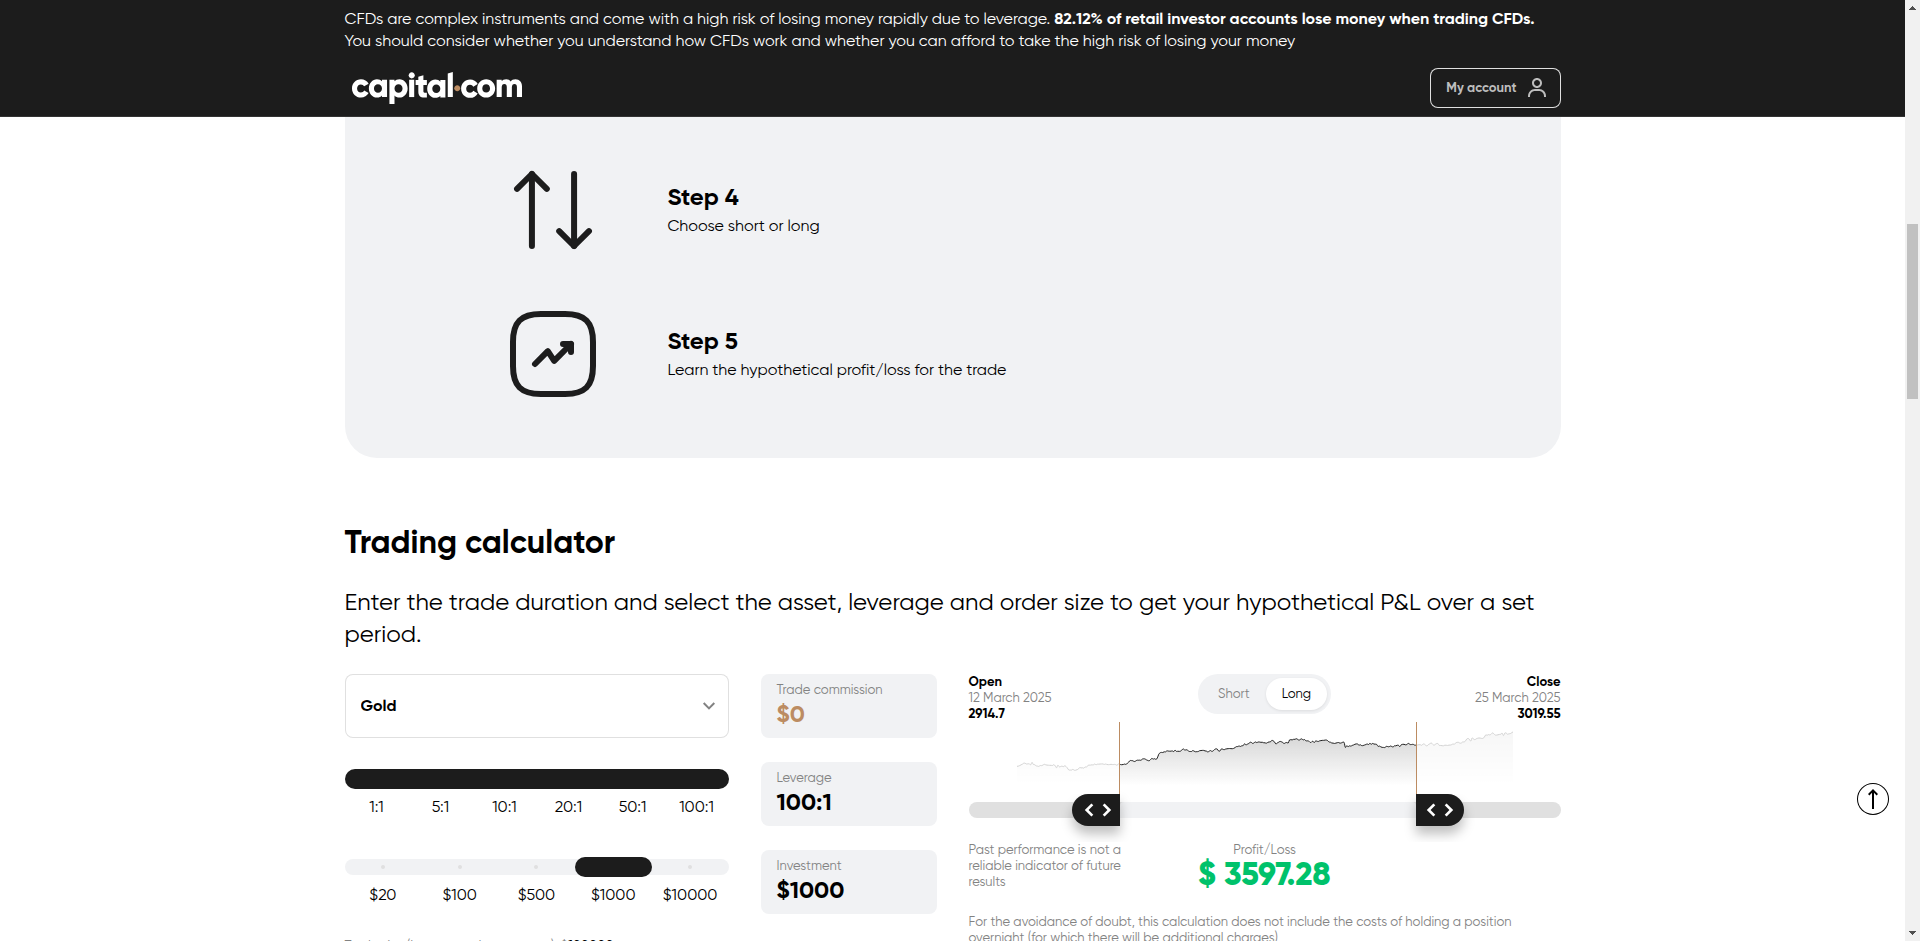 CFDs are complex instruments and come with a high risk of losing money rapidly due to leverage. 82.12% of retail investor accounts lose money when trading CFDs.
You should consider whether you understand how CFDs work and whether you can afford to take the high risk of losing your money
capital.com
My account
Step 4
Choose short or long
Step 5
Learn the hypothetical profit/loss for the trade
Trading calculator
Enter the trade duration and select the asset, leverage and order size to get your hypothetical P&L over a set
period.
Gold
1:1 5:1 10:1 20:1 50:1 100:1
$20 $100 $500 $1000 $10000
Trade commission
$0
Leverage
100:1
Investment
$1000
Open
12 March 2025
2914.7
Short Long
Close
25 March 2025
3019.55
Past performance is not a
reliable indicator of future
results
Profit/Loss
$ 3597.28
For the avoidance of doubt, this calculation does not include the costs of holding a position
overnight (for which there will be additional charges)